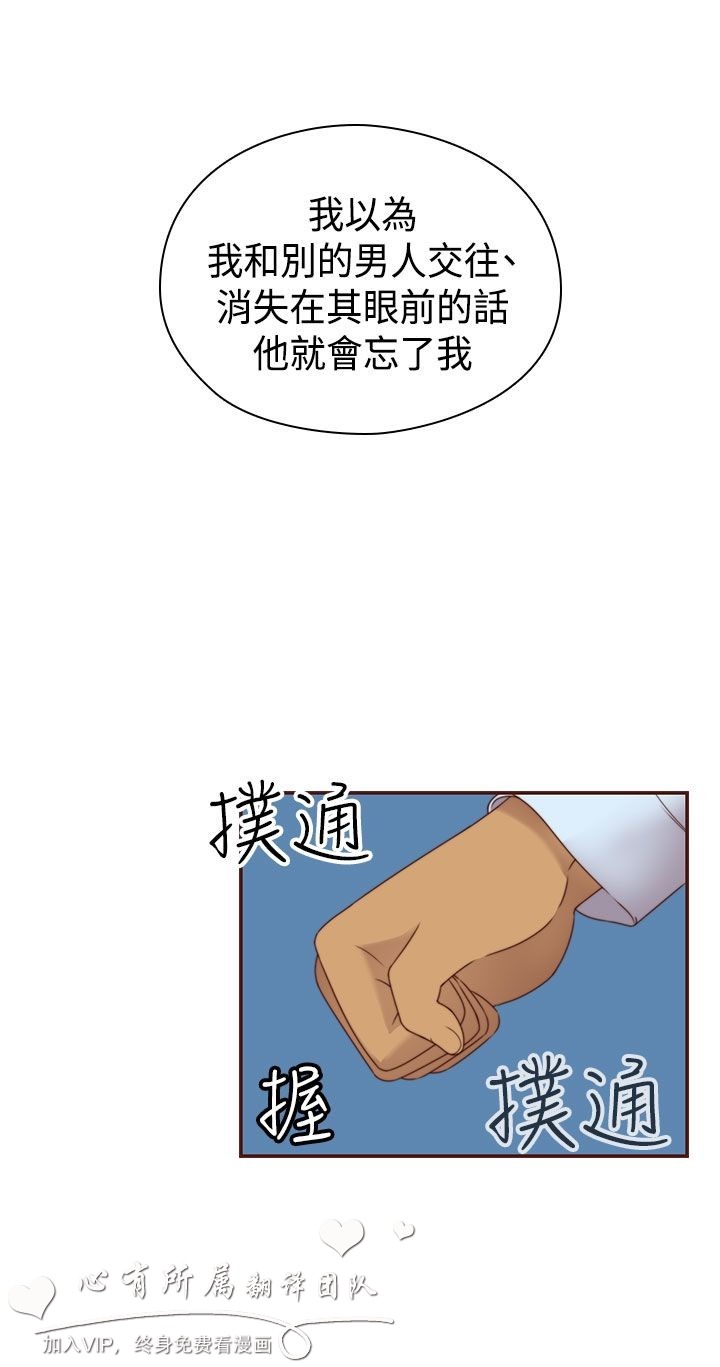 我以為
我和別的男人交往、
消失在其眼前的話
他就會忘了我
撲通
握
撲通
心有所属翻译团队
加入VIP，终身免费看漫画